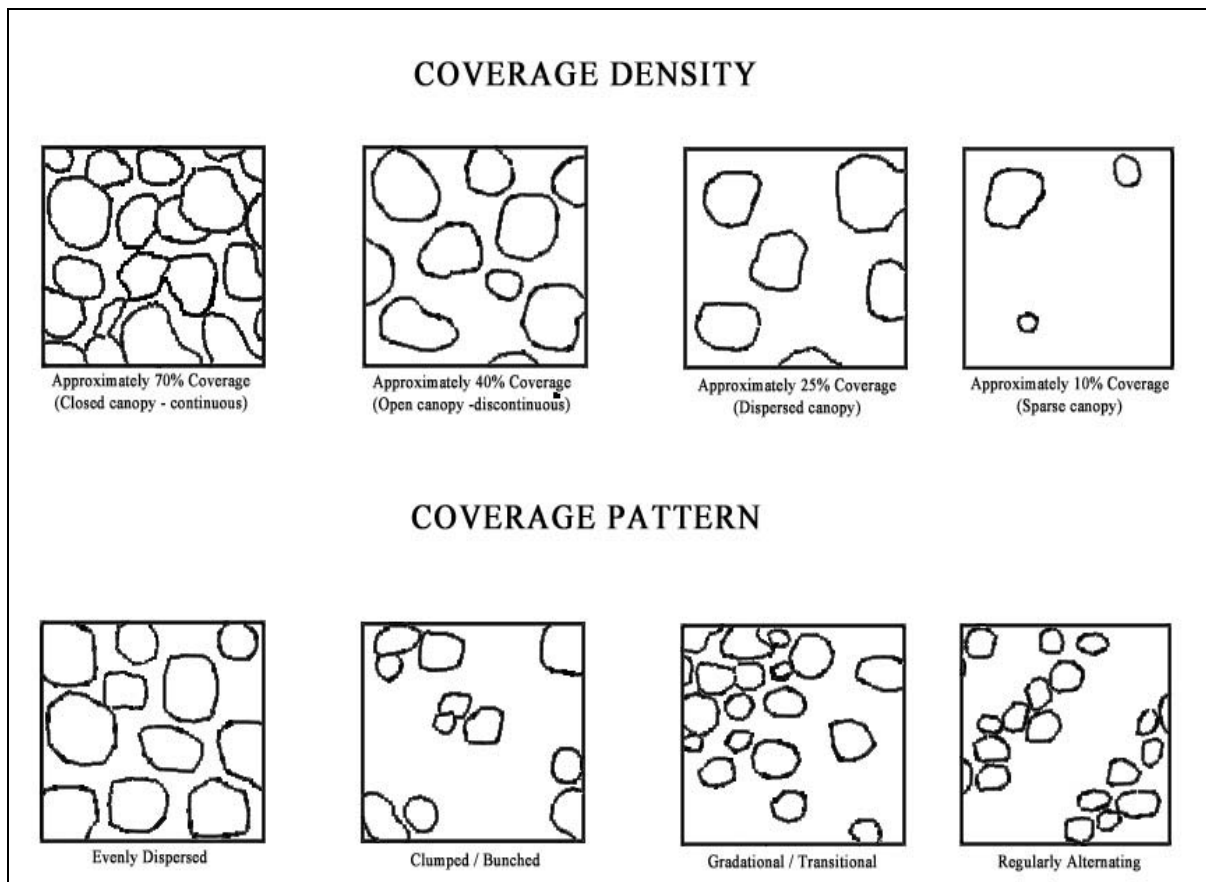 COVERAGE DENSITY
Approximately 70% Coverage
(Closed canopy - continuous)
Approximately 40% Coverage
(Open canopy -discontinuous)
Approximately 25% Coverage
(Dispersed canopy)
Approximately 10% Coverage
(Sparse canopy)
COVERAGE PATTERN
Evenly Dispersed
Clumped / Bunched
Gradational / Transitional
Regularly Alternating